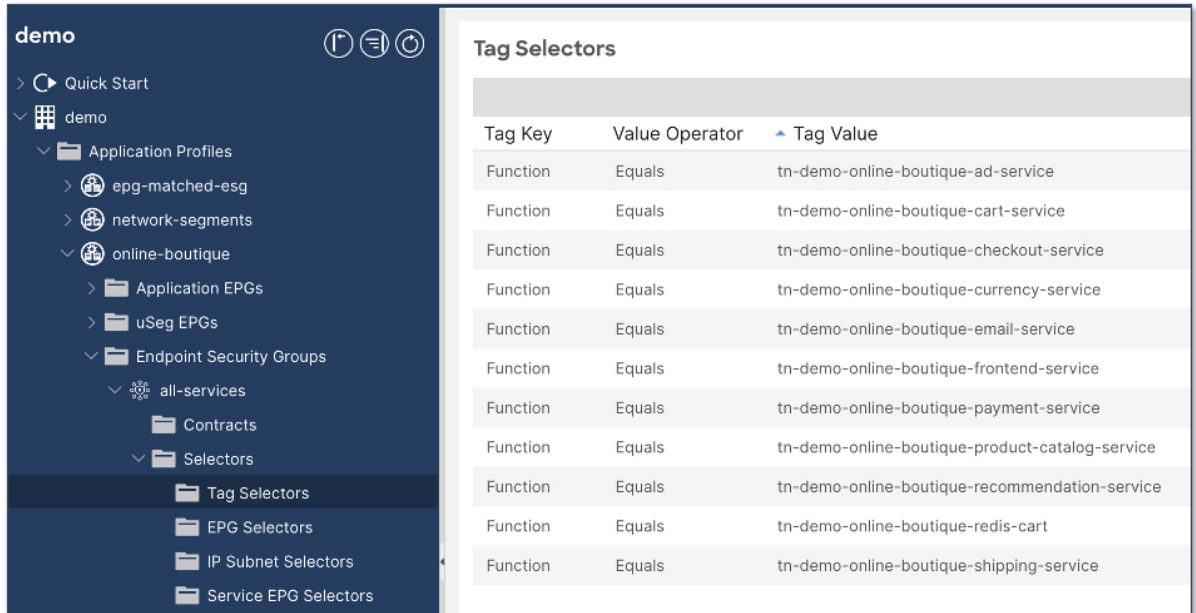 demo
Quick Start
demo
Application Profiles
epg-matched-esg
network-segments
online-boutique
Application EPGs
uSeg EPGs
Endpoint Security Groups
all-services
Contracts
Selectors
Tag Selectors
EPG Selectors
IP Subnet Selectors
Service EPG Selectors
Tag Selectors
Tag Key Value Operator Tag Value
Function Equals tn-demo-online-boutique-ad-service
Function Equals tn-demo-online-boutique-cart-service
Function Equals tn-demo-online-boutique-checkout-service
Function Equals tn-demo-online-boutique-currency-service
Function Equals tn-demo-online-boutique-email-service
Function Equals tn-demo-online-boutique-frontend-service
Function Equals tn-demo-online-boutique-payment-service
Function Equals tn-demo-online-boutique-product-catalog-service
Function Equals tn-demo-online-boutique-recommendation-service
Function Equals tn-demo-online-boutique-redis-cart
Function Equals tn-demo-online-boutique-shipping-service